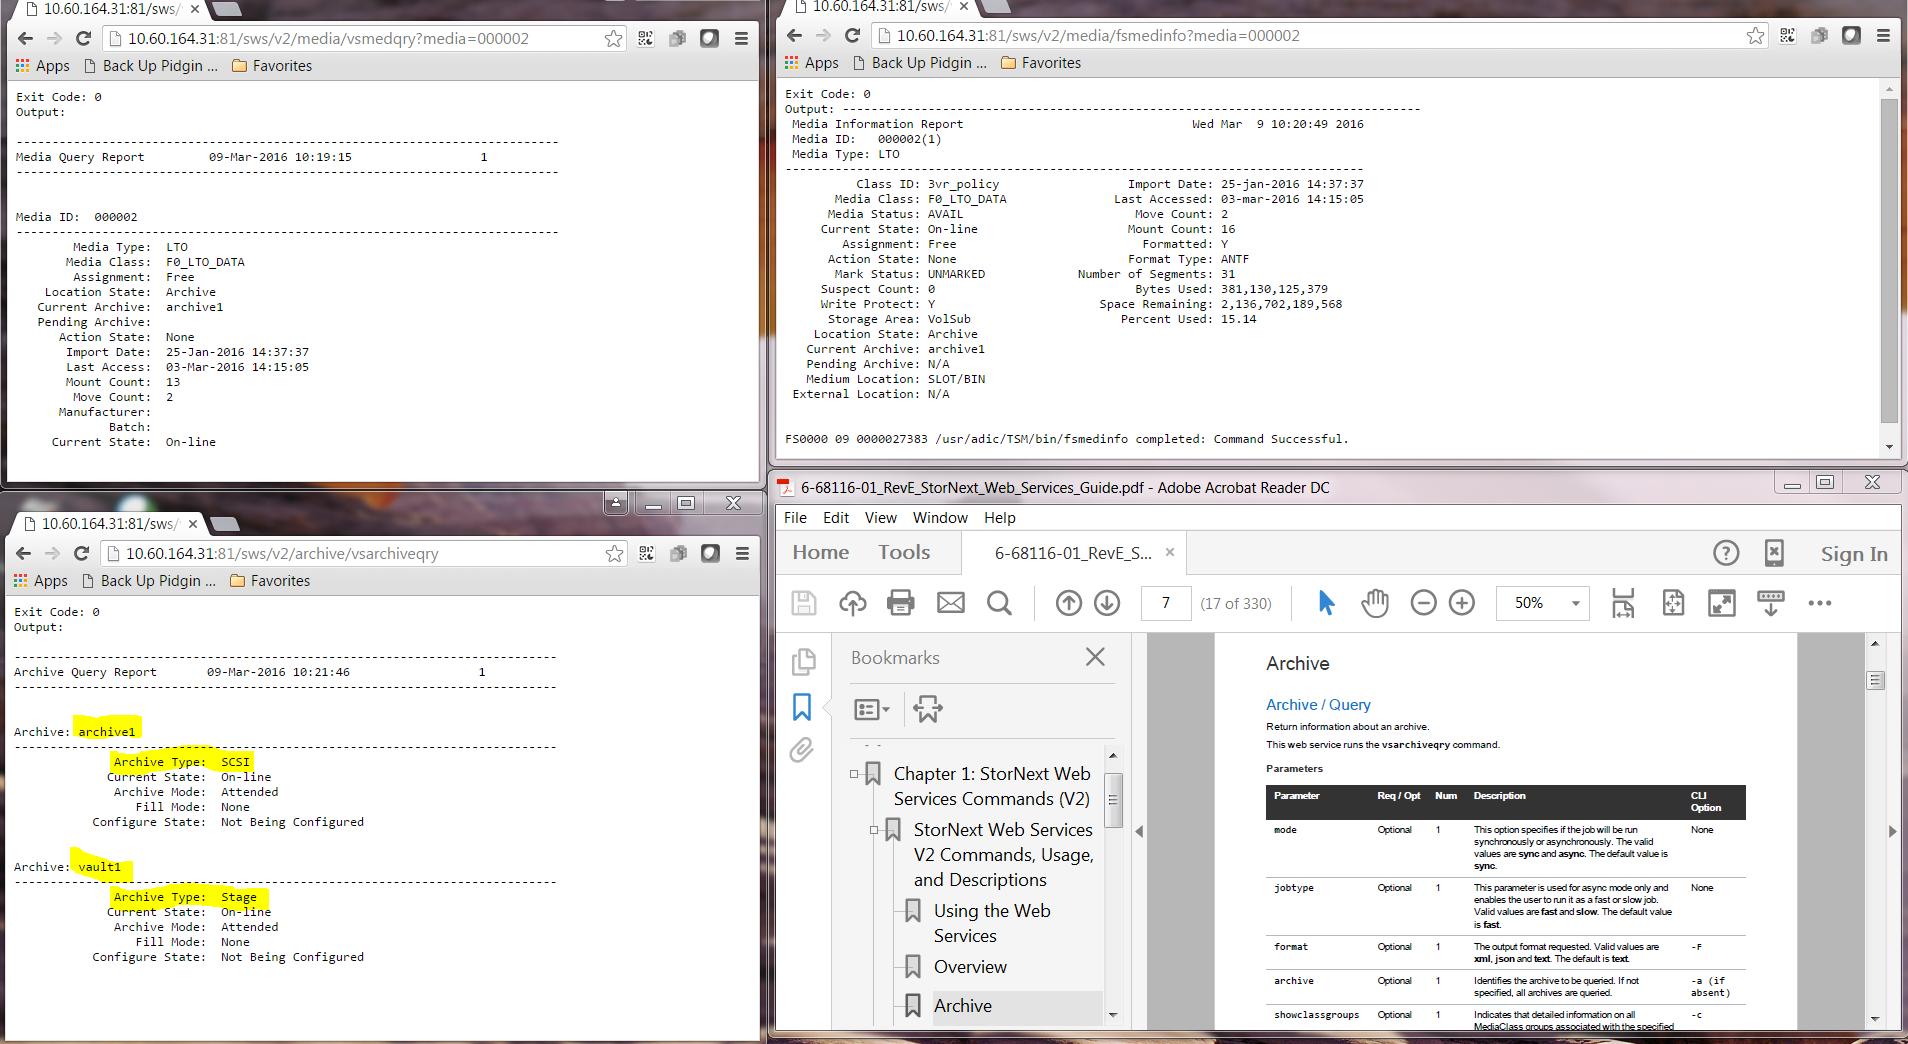 10.60.164.31:81/sws/ ×
10.60.164.31:81/sws/v2/media/vsmedqry?media=000002
Apps Back Up Pidgin ... Favorites
Exit Code: 0
Output:
-----------------------------------------------------------------------------
Media Query Report 09-Mar-2016 10:19:15 1
-----------------------------------------------------------------------------
Media ID: 000002
-----------------------------------------------------------------------------
Media Type: LTO
Media Class: F0_LTO_DATA
Assignment: Free
Location State: Archive
Current Archive: archive1
Pending Archive:
Action State: None
Import Date: 25-Jan-2016 14:37:37
Last Access: 03-Mar-2016 14:15:05
Mount Count: 13
Move Count: 2
Manufacturer:
Batch:
Current State: On-line
10.60.164.31:81/sws/ ×
10.60.164.31:81/sws/v2/media/fsmedinfo?media=000002
Apps Back Up Pidgin ... Favorites
Exit Code: 0
Output: ---------------------------------------------------------------------------------
Media Information Report Wed Mar 9 10:20:49 2016
Media ID: 000002(1)
Media Type: LTO
---------------------------------------------------------------------------------
Class ID: 3vr_policy Import Date: 25-jan-2016 14:37:37
Media Class: F0_LTO_DATA Last Accessed: 03-mar-2016 14:15:05
Media Status: AVAIL Move Count: 2
Current State: On-line Mount Count: 16
Assignment: Free Formatted: Y
Action State: None Format Type: ANTF
Mark Status: UNMARKED Number of Segments: 31
Suspect Count: 0 Bytes Used: 381,130,125,379
Write Protect: Y Space Remaining: 2,136,702,189,568
Storage Area: VolSub Percent Used: 15.14
Location State: Archive
Current Archive: archive1
Pending Archive: N/A
Medium Location: SLOT/BIN
External Location: N/A
FS0000 09 0000027383 /usr/adic/TSM/bin/fsmedinfo completed: Command Successful.
10.60.164.31:81/sws/ ×
10.60.164.31:81/sws/v2/archive/vsarchiveqry
Apps Back Up Pidgin ... Favorites
Exit Code: 0
Output:
-----------------------------------------------------------------------------
Archive Query Report 09-Mar-2016 10:21:46 1
-----------------------------------------------------------------------------
Archive: archive1
-----------------------------------------------------------------------------
Archive Type: SCSI
Current State: On-line
Archive Mode: Attended
Fill Mode: None
Configure State: Not Being Configured
Archive: vault1
-----------------------------------------------------------------------------
Archive Type: Stage
Current State: On-line
Archive Mode: Attended
Fill Mode: None
Configure State: Not Being Configured
6-68116-01_RevE_StorNext_Web_Services_Guide.pdf - Adobe Acrobat Reader DC
File Edit View Window Help
Home Tools 6-68116-01_RevE_S... × Sign In
7 (17 of 330) 50%
Bookmarks
Chapter 1: StorNext Web
Services Commands (V2)
StorNext Web Services
V2 Commands, Usage,
and Descriptions
Using the Web
Services
Overview
Archive
Archive
Archive / Query
Return information about an archive.
This web service runs the vsarchiveqry command.
Parameters
Parameter Req / Opt Num Description CLI
Option
mode Optional 1 This option specifies if the job will be run None
synchronously or asynchronously. The valid
values are sync and async. The default value is
sync.
jobtype Optional 1 This parameter is used for async mode only and None
enables the user to run it as a fast or slow job.
Valid values are fast and slow. The default value
is fast.
format Optional 1 The output format requested. Valid values are -F
xml, json and text. The default is text.
archive Optional 1 Identifies the archive to be queried. If not -a (if
specified, all archives are queried. absent)
showclassgroups Optional 1 Indicates that detailed information on all -c
MediaClass groups associated with the specified